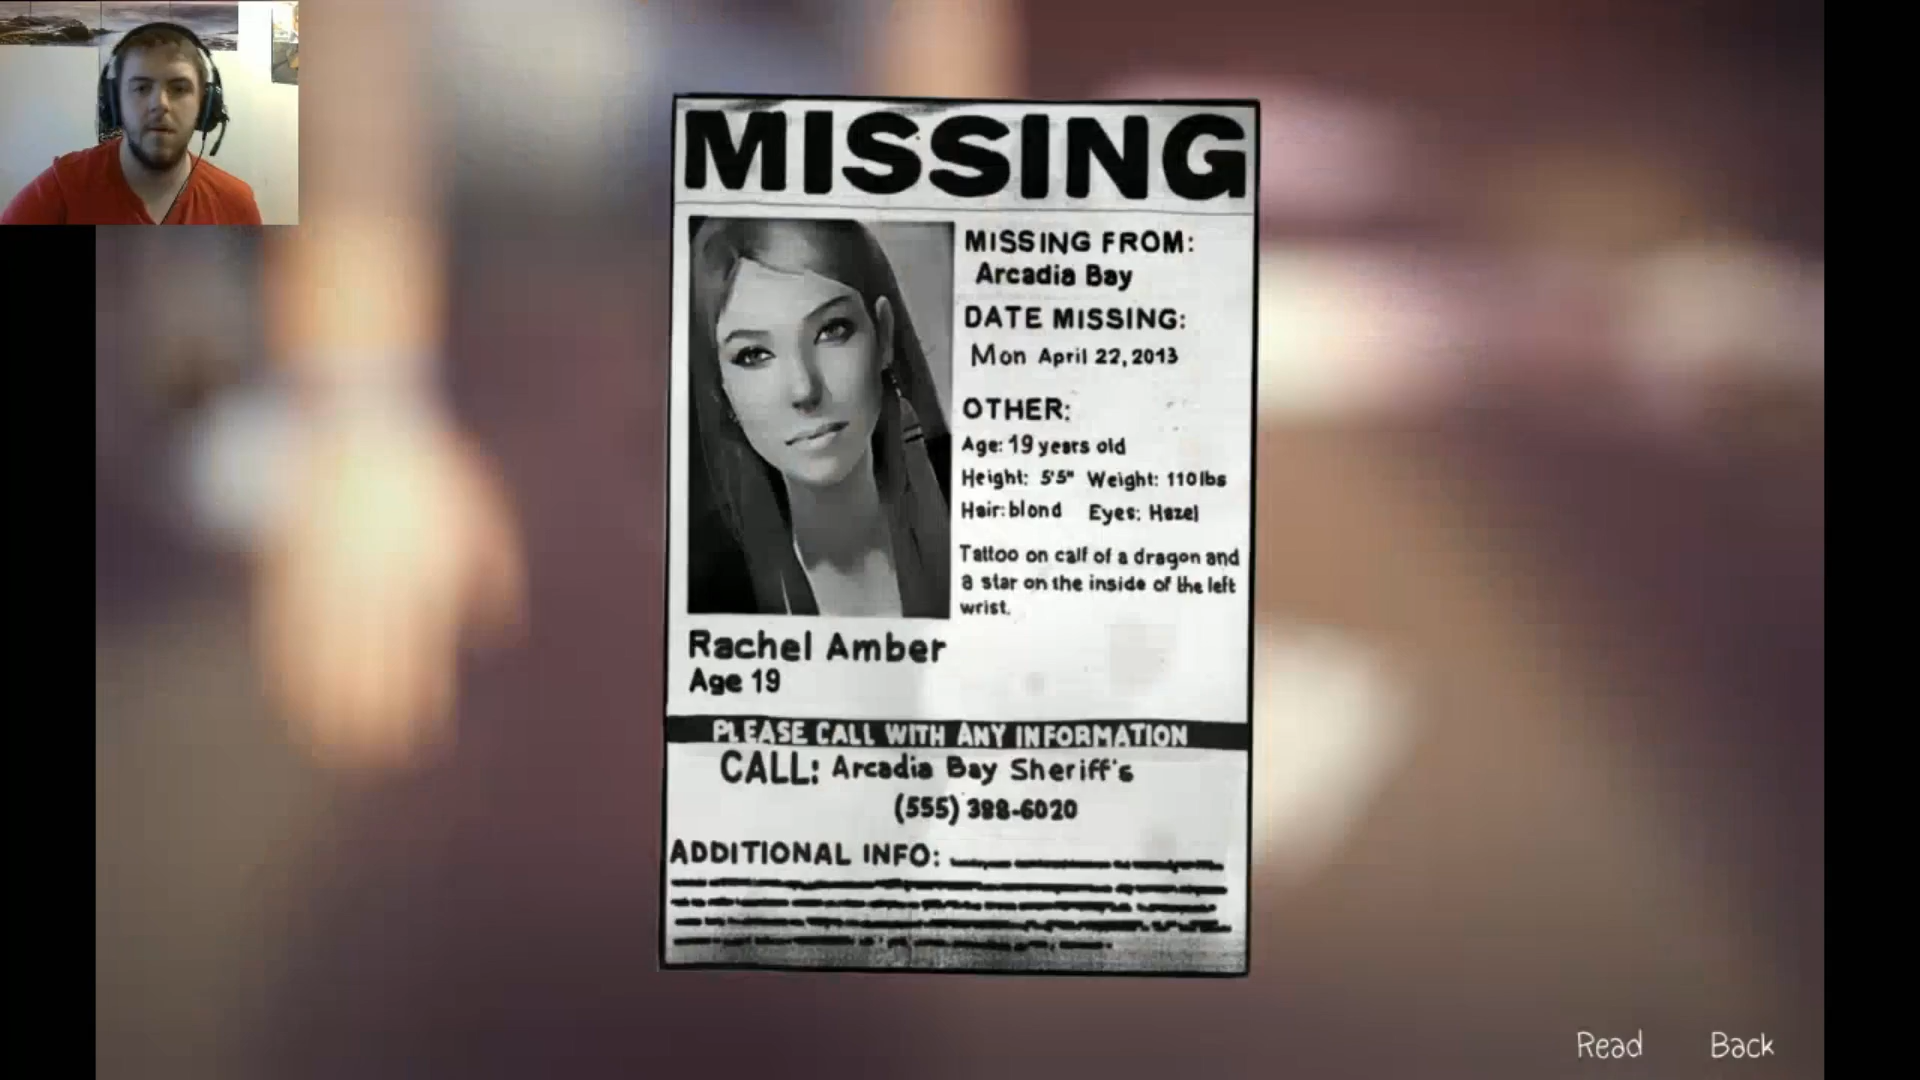 MISSING
MISSING FROM:
Arcadia Bay
DATE MISSING:
Mon April 22, 2013
OTHER:
Age: 19 years old
Height: 5'5" Weight: 110 lbs
Hair: blond Eyes: Hazel
Tattoo on calf of a dragon and
a star on the inside of the left
wrist.
Rachel Amber
Age 19
PLEASE CALL WITH ANY INFORMATION
CALL: Arcadia Bay Sheriff's
(555) 388-6020
ADDITIONAL INFO:
Read Back